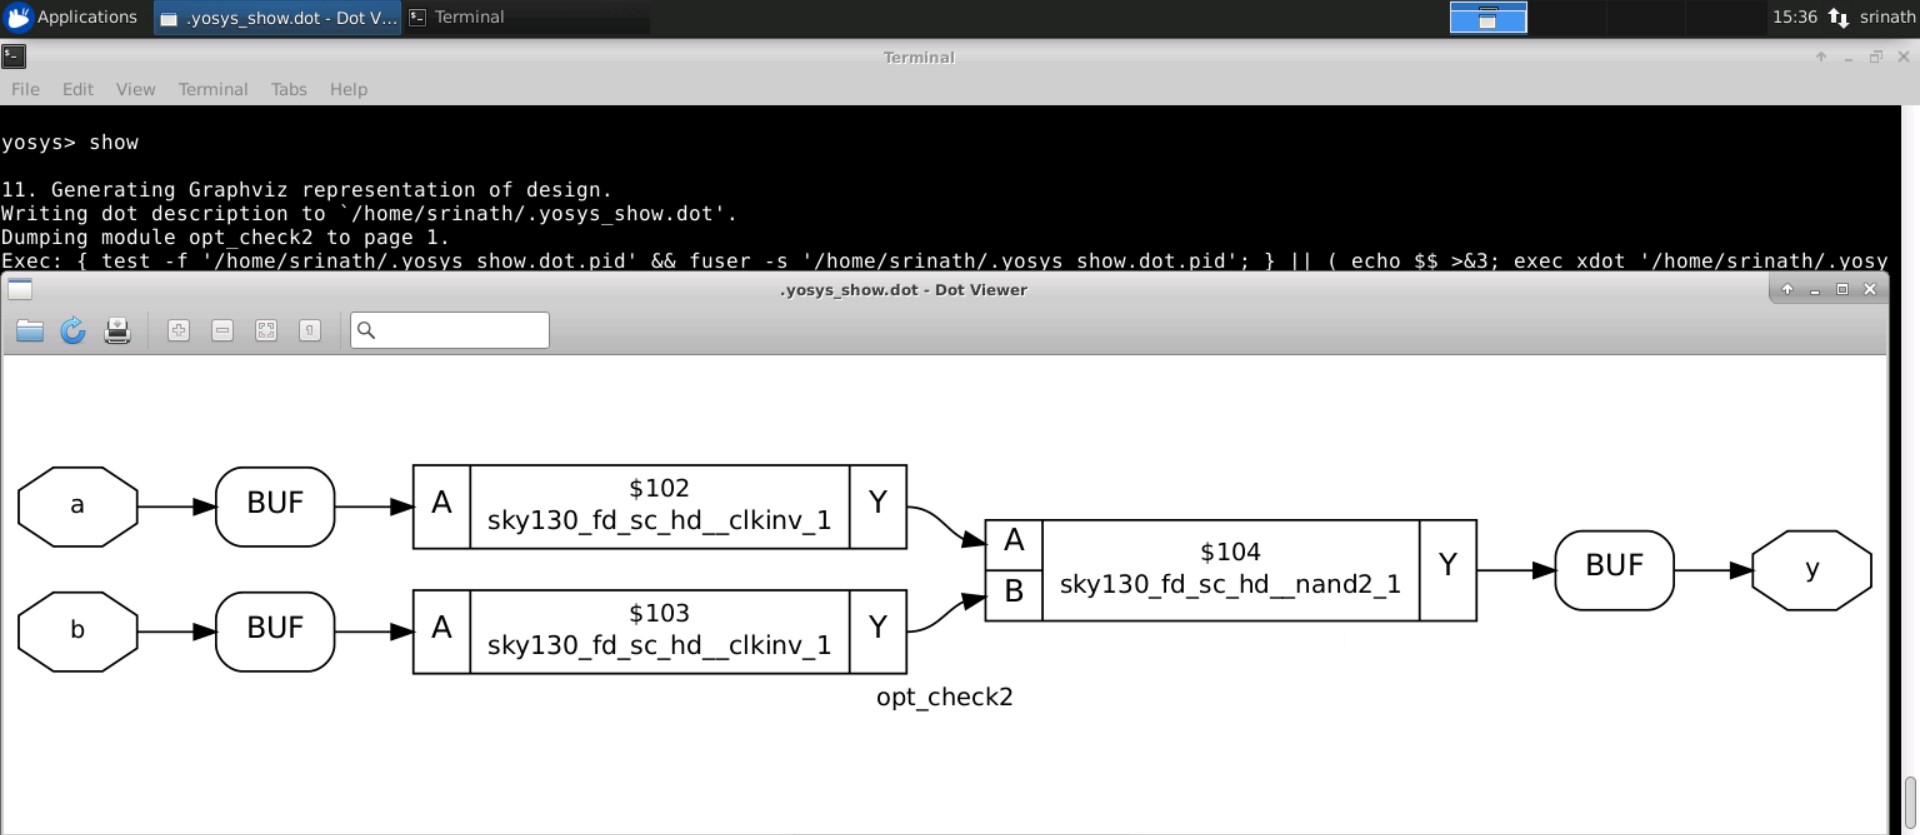 Applications
.yosys_show.dot - Dot V...
Terminal
15:36
srinath
Terminal
File Edit View Terminal Tabs Help
yosys> show
11. Generating Graphviz representation of design.
Writing dot description to `/home/srinath/.yosys_show.dot'.
Dumping module opt_check2 to page 1.
Exec: { test -f '/home/srinath/.yosys_show.dot.pid' && fuser -s '/home/srinath/.yosys_show.dot.pid'; } || ( echo $$ >&3; exec xdot '/home/srinath/.yosy
.yosys_show.dot - Dot Viewer
a
BUF
A
$102
sky130_fd_sc_hd__clkinv_1
Y
b
BUF
A
$103
sky130_fd_sc_hd__clkinv_1
Y
A
B
$104
sky130_fd_sc_hd__nand2_1
Y
BUF
y
opt_check2